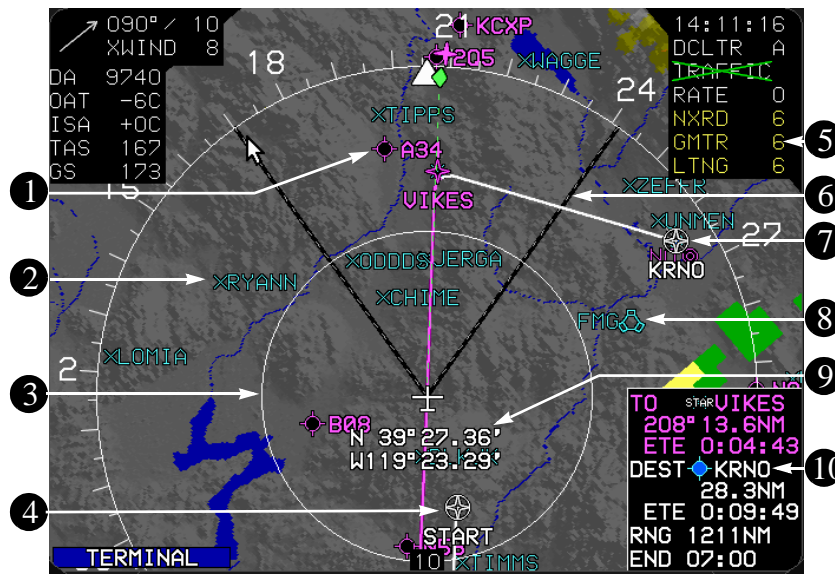 090° / 10
XWIND 8
DA 9740
OAT -6C
ISA +0C
TAS 167
GS 173
18
21
24
27
15
2
KCXP
2Q5
XWAGGE
XTIPPS
A34
VIKES
XZEFFR
XUNMEN
KRNO
XODDDS
JERGA
XRYANN
XCHIME
FMG
XLOMIA
B08
N 39°27.36'
W119°23.29'
START
XTIMMS
10
TERMINAL
14:11:16
DCLTR A
TRAFFIC
RATE 0
NXRD 6
GMTR 6
LTNG 6
TO STAR VIKES
208° 13.6NM
ETE 0:04:43
DEST KRNO
28.3NM
ETE 0:09:49
RNG 1211NM
END 07:00
1
2
3
4
5
6
7
8
9
10